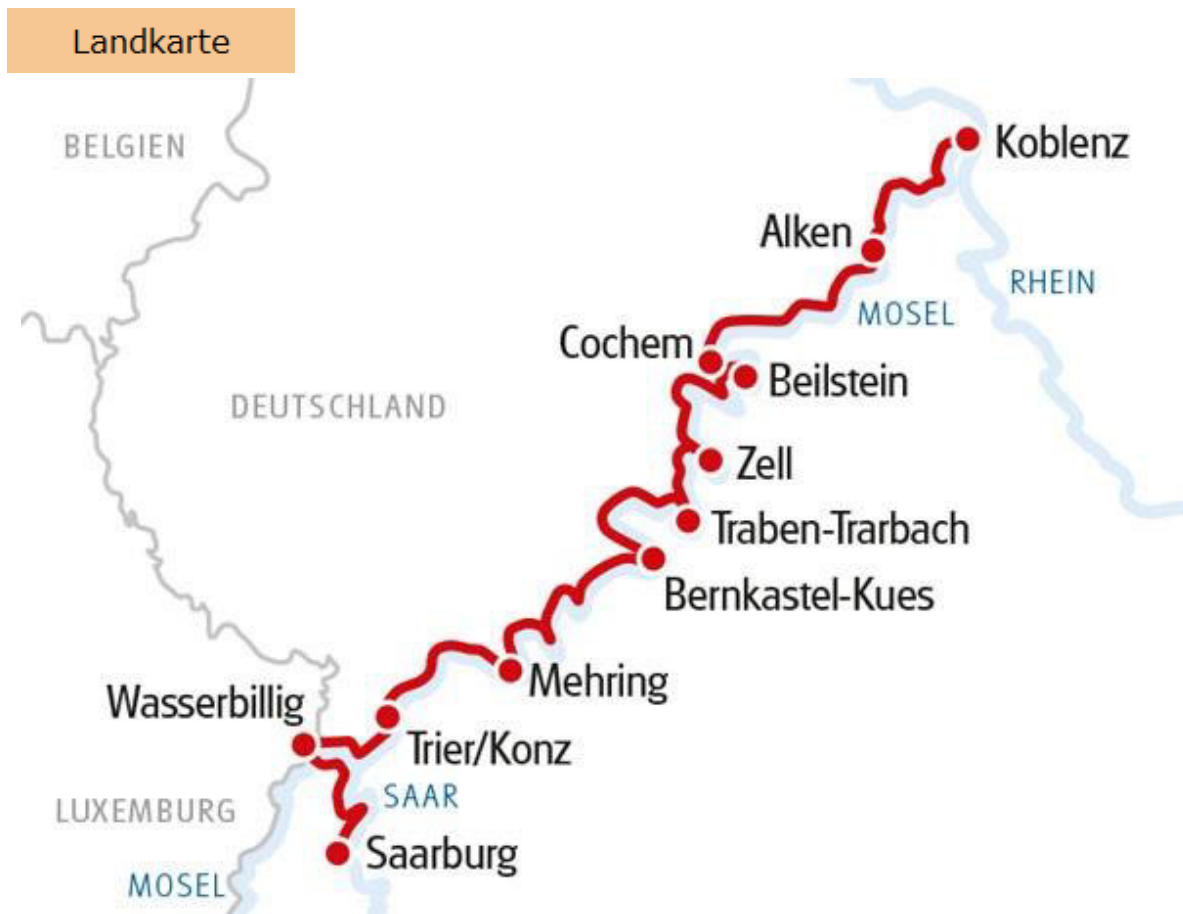 Landkarte
BELGIEN
Koblenz
Alken
RHEIN
MOSEL
Cochem
Beilstein
DEUTSCHLAND
Zell
Traben-Trarbach
Bernkastel-Kues
Mehring
Wasserbillig
Trier/Konz
SAAR
LUXEMBURG
Saarburg
MOSEL